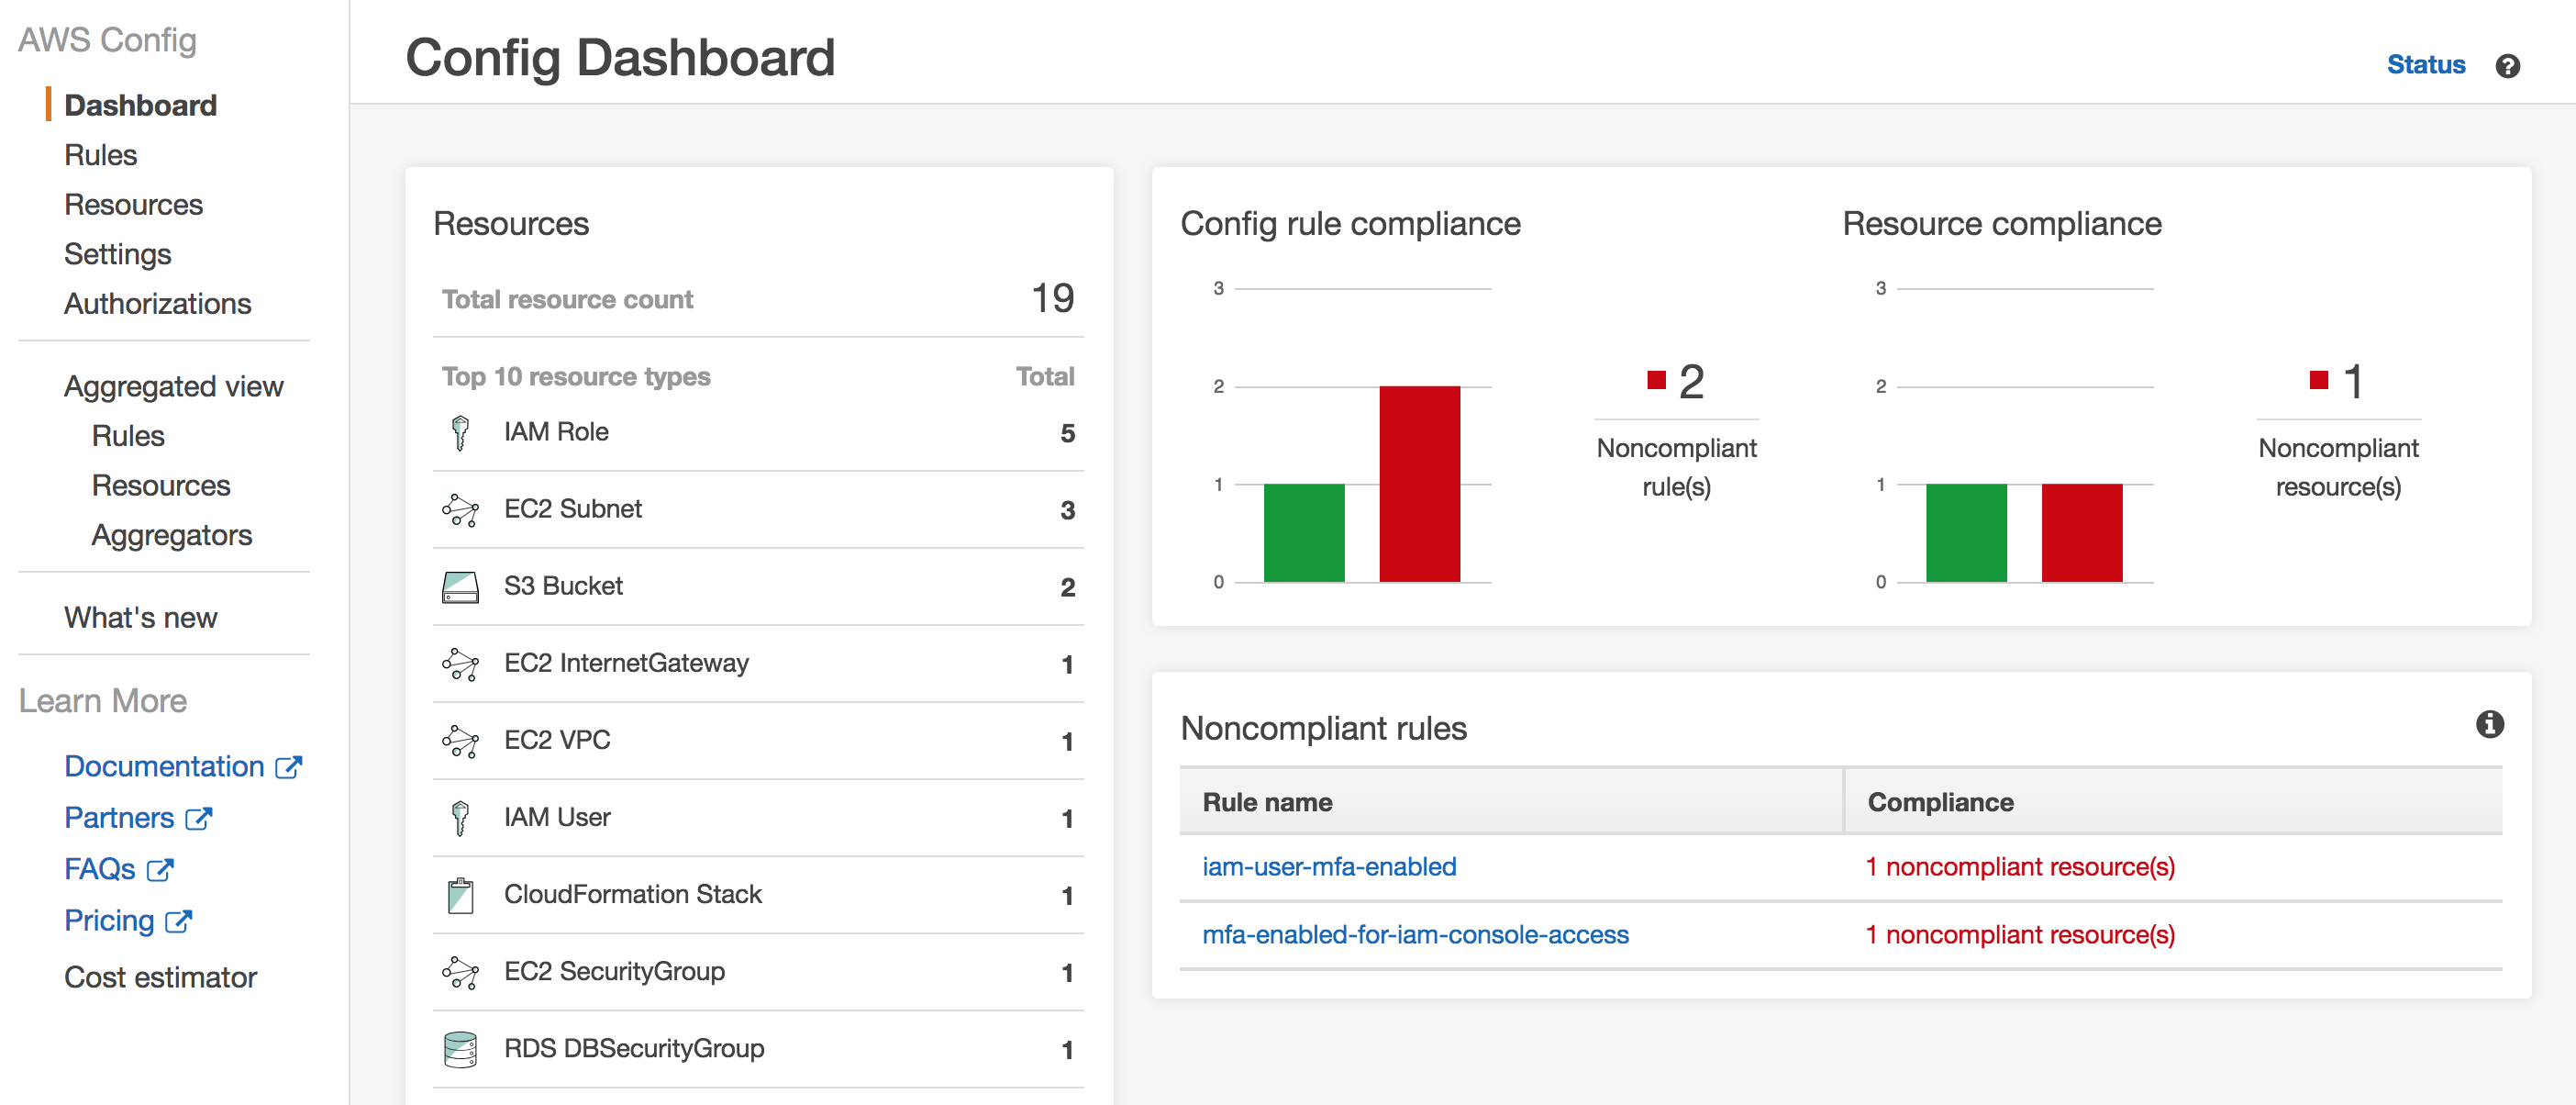 AWS Config
Dashboard
Rules
Resources
Settings
Authorizations
Aggregated view
Rules
Resources
Aggregators
What's new
Learn More
Documentation
Partners
FAQs
Pricing
Cost estimator
Config Dashboard
Status
Resources
Total resource count 19
Top 10 resource types Total
IAM Role 5
EC2 Subnet 3
S3 Bucket 2
EC2 InternetGateway 1
EC2 VPC 1
IAM User 1
CloudFormation Stack 1
EC2 SecurityGroup 1
RDS DBSecurityGroup 1
Config rule compliance
3
2
1
0
2
Noncompliant
rule(s)
Resource compliance
3
2
1
0
1
Noncompliant
resource(s)
Noncompliant rules
Rule name Compliance
iam-user-mfa-enabled 1 noncompliant resource(s)
mfa-enabled-for-iam-console-access 1 noncompliant resource(s)